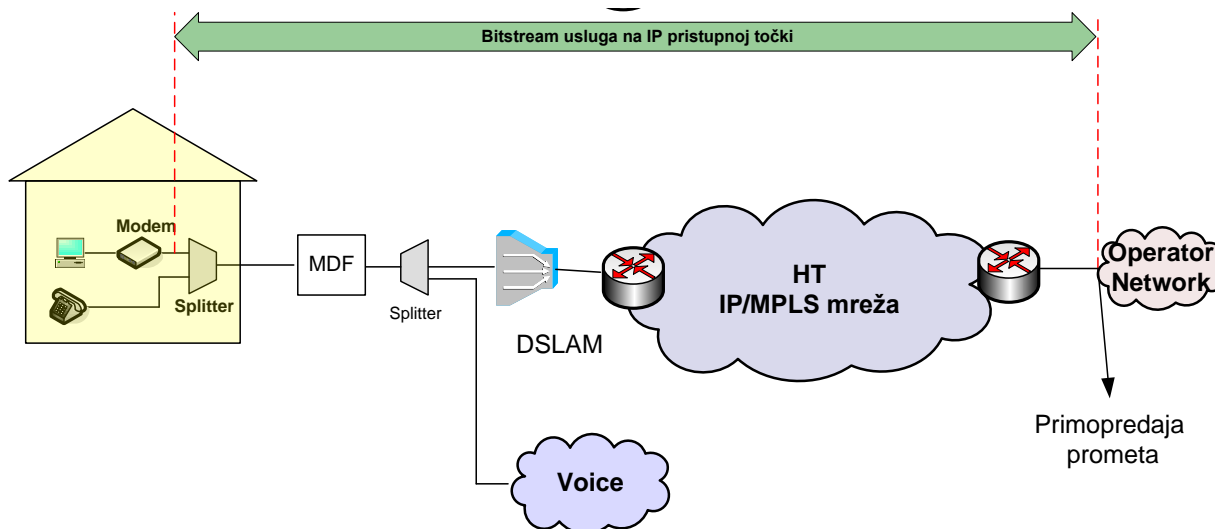 Bitstream usluga na IP pristupnoj točki
Modem
Splitter
MDF
Splitter
DSLAM
HT
IP/MPLS mreža
Operator
Network
Primopredaja
prometa
Voice